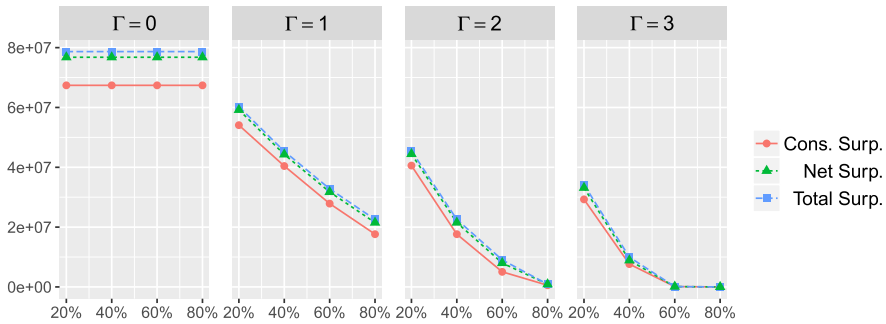 Γ = 0 Γ = 1 Γ = 2 Γ = 3
8e+07
6e+07
4e+07
2e+07
0e+00
20% 40% 60% 80% 20% 40% 60% 80% 20% 40% 60% 80% 20% 40% 60% 80%
Cons. Surp.
Net Surp.
Total Surp.